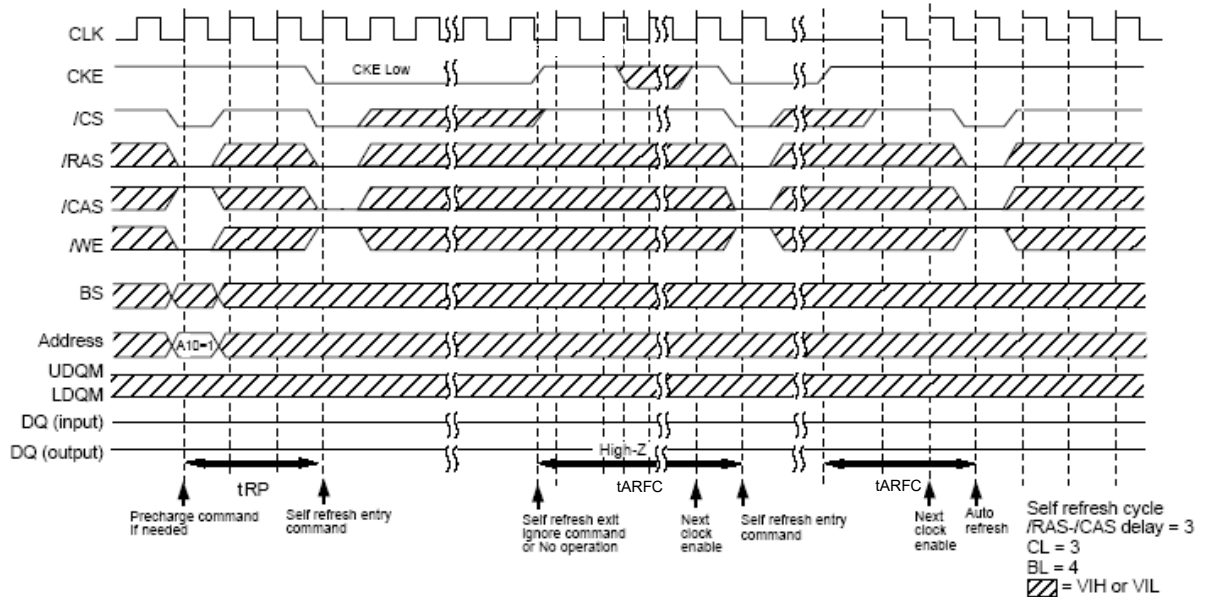 CLK
CKE
CKE Low
/CS
/RAS
/CAS
/WE
BS
Address
A10=1
UDQM
LDQM
DQ (input)
DQ (output)
High-Z
tRP
tARFC
tARFC
Precharge command
If needed
Self refresh entry
command
Self refresh exit
Ignore command
or No operation
Next
clock
enable
Self refresh entry
command
Next
clock
enable
Auto
refresh
Self refresh cycle
/RAS-/CAS delay = 3
CL = 3
BL = 4
= VIH or VIL